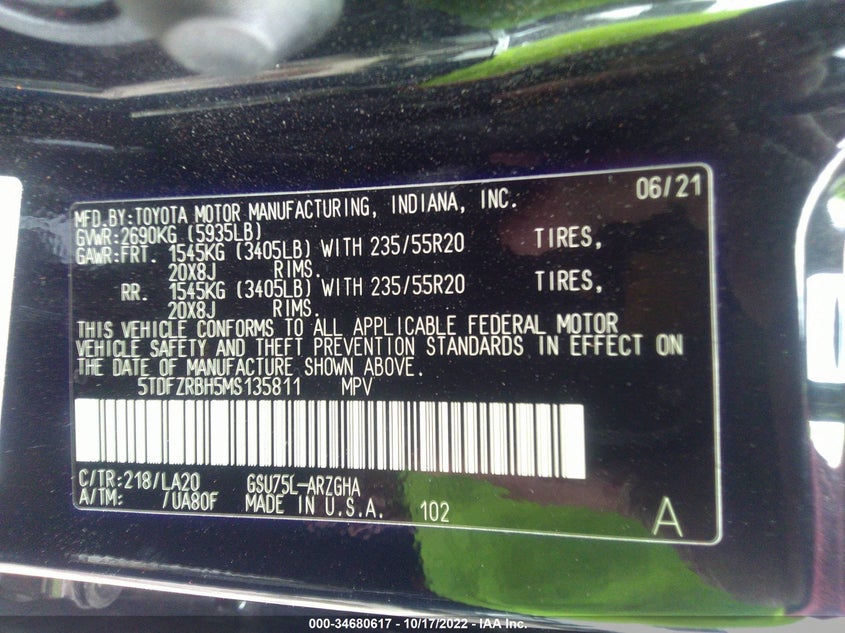 06/21
MFD.BY:TOYOTA MOTOR MANUFACTURING, INDIANA, INC.
GVWR:2690KG (5935LB)
GAWR:FRT. 1545KG (3405LB) WITH 235/55R20 TIRES,
20X8J RIMS.
RR. 1545KG (3405LB) WITH 235/55R20 TIRES,
20X8J RIMS.
THIS VEHICLE CONFORMS TO ALL APPLICABLE FEDERAL MOTOR
VEHICLE SAFETY AND THEFT PREVENTION STANDARDS IN EFFECT ON
THE DATE OF MANUFACTURE SHOWN ABOVE.
5TDFZRBH5MS135811 MPV
C/TR:218/LA20 GSU75L-ARZGHA
A/TM: /UA80F MADE IN U.S.A. 102 A
000-34680617 - 10/17/2022 - IAA Inc.